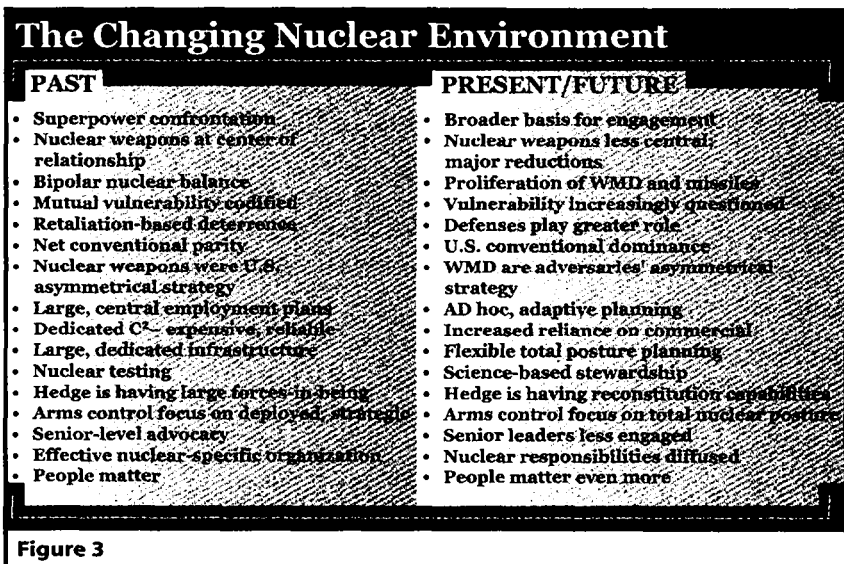 The Changing Nuclear Environment
PAST
• Superpower confrontation
• Nuclear weapons at center of
relationship
• Bipolar nuclear balance
• Mutual vulnerability codified
• Retaliation-based deterrence
• Net conventional parity
• Nuclear weapons were U.S.
asymmetrical strategy
• Large, central employment plans
• Dedicated C²– expensive, reliable
• Large, dedicated infrastructure
• Nuclear testing
• Hedge is having large forces-in-being
• Arms control focus on deployed, strategic
• Senior-level advocacy
• Effective nuclear-specific organization
• People matter
PRESENT/FUTURE
• Broader basis for engagement
• Nuclear weapons less central;
major reductions
• Proliferation of WMD and missiles
• Vulnerability increasingly questioned
• Defenses play greater role
• U.S. conventional dominance
• WMD are adversaries' asymmetrical
strategy
• AD hoc, adaptive planning
• Increased reliance on commercial
• Flexible total posture planning
• Science-based stewardship
• Hedge is having reconstitution capabilities
• Arms control focus on total nuclear posture
• Senior leaders less engaged
• Nuclear responsibilities diffused
• People matter even more
Figure 3